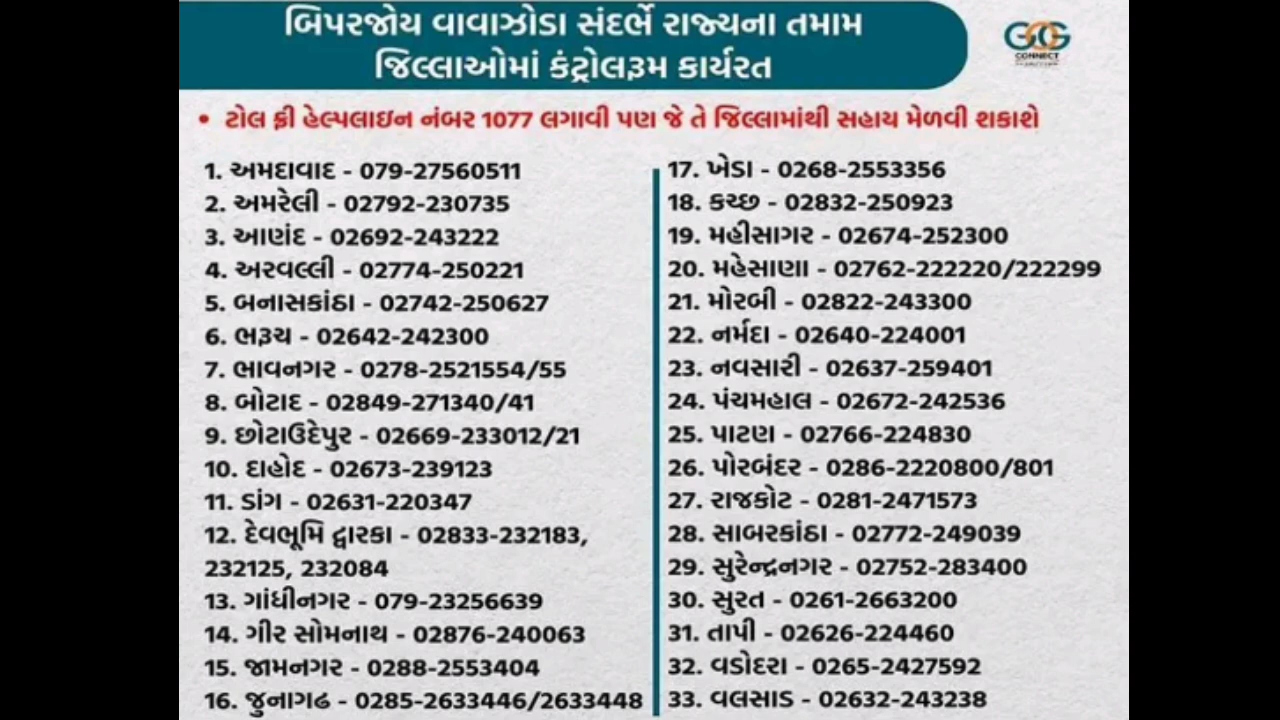 બિપરજોય વાવાઝોડા સંદર્ભે રાજ્યના તમામ
જિલ્લાઓમાં કંટ્રોલરૂમ કાર્યરત
GOG
CONNECT
• ટોલ ફ્રી હેલ્પલાઇન નંબર 1077 લગાવી પણ જે તે જિલ્લામાંથી સહાય મેળવી શકાશે
1. અમદાવાદ - 079-27560511
2. અમરેલી - 02792-230735
3. આણંદ - 02692-243222
4. અરવલ્લી - 02774-250221
5. બનાસકાંઠા - 02742-250627
6. ભરૂચ - 02642-242300
7. ભાવનગર - 0278-2521554/55
8. બોટાદ - 02849-271340/41
9. છોટાઉદેપુર - 02669-233012/21
10. દાહોદ - 02673-239123
11. ડાંગ - 02631-220347
12. દેવભૂમિ દ્વારકા - 02833-232183,
232125, 232084
13. ગાંધીનગર - 079-23256639
14. ગીર સોમનાથ - 02876-240063
15. જામનગર - 0288-2553404
16. જુનાગઢ - 0285-2633446/2633448
17. ખેડા - 0268-2553356
18. કચ્છ - 02832-250923
19. મહીસાગર - 02674-252300
20. મહેસાણા - 02762-222220/222299
21. મોરબી - 02822-243300
22. નર્મદા - 02640-224001
23. નવસારી - 02637-259401
24. પંચમહાલ - 02672-242536
25. પાટણ - 02766-224830
26. પોરબંદર - 0286-2220800/801
27. રાજકોટ - 0281-2471573
28. સાબરકાંઠા - 02772-249039
29. સુરેન્દ્રનગર - 02752-283400
30. સુરત - 0261-2663200
31. તાપી - 02626-224460
32. વડોદરા - 0265-2427592
33. વલસાડ - 02632-243238